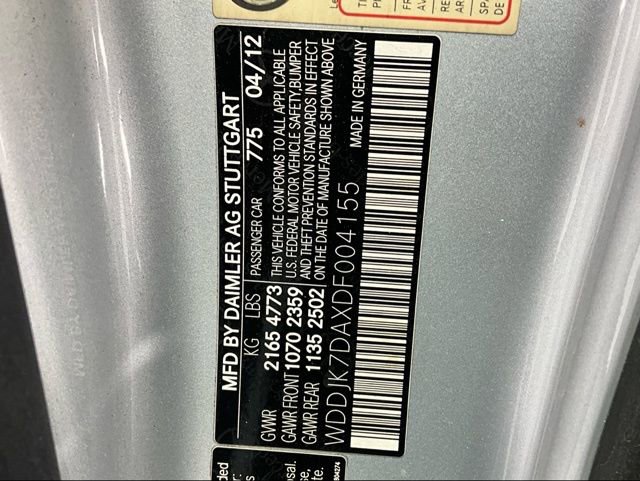 MFD BY DAIMLER AG STUTTGART
KG LBS PASSENGER CAR 775 04/12
GVWR 2165 4773 THIS VEHICLE CONFORMS TO ALL APPLICABLE
GAWR FRONT 1070 2359 U.S. FEDERAL MOTOR VEHICLE SAFETY, BUMPER
GAWR REAR 1135 2502 AND THEFT PREVENTION STANDARDS IN EFFECT
ON THE DATE OF MANUFACTURE SHOWN ABOVE
WDDJK7DAXDF004155 MADE IN GERMANY